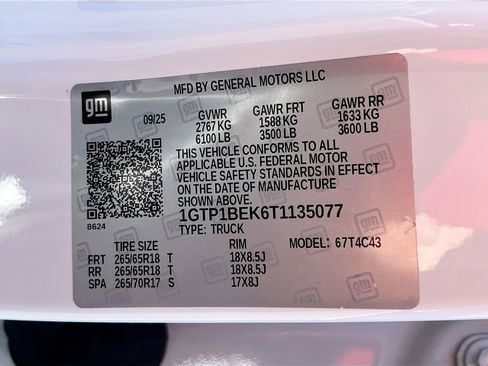 gm
MFD BY GENERAL MOTORS LLC
09/25 GVWR GAWR FRT GAWR RR
2767 KG 1588 KG 1633 KG
6100 LB 3500 LB 3600 LB
THIS VEHICLE CONFORMS TO ALL
APPLICABLE U.S. FEDERAL MOTOR
VEHICLE SAFETY STANDARDS IN EFFECT
ON THE DATE OF MANUFACTURE
SHOWN ABOVE.
8624
1GTP1BEK6T1135077
TYPE: TRUCK
TIRE SIZE RIM MODEL: 67T4C43
FRT 265/65R18 T 18X8.5J
RR 265/65R18 T 18X8.5J
SPA 265/70R17 S 17X8J